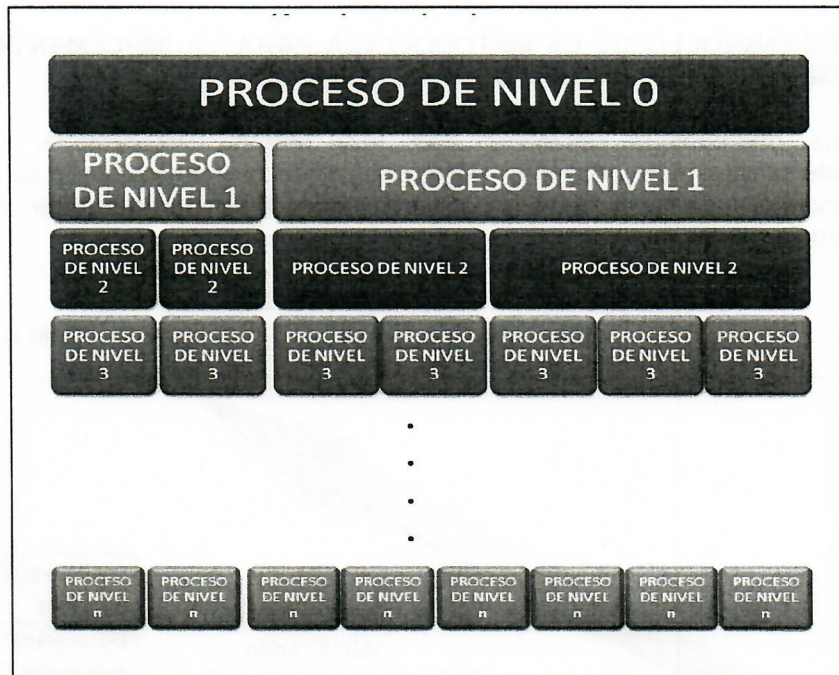 PROCESO DE NIVEL 0
PROCESO
DE NIVEL 1
PROCESO DE NIVEL 1
PROCESO
DE NIVEL
2
PROCESO
DE NIVEL
2
PROCESO DE NIVEL 2
PROCESO DE NIVEL 2
PROCESO
DE NIVEL
3
PROCESO
DE NIVEL
3
PROCESO
DE NIVEL
3
PROCESO
DE NIVEL
3
PROCESO
DE NIVEL
3
PROCESO
DE NIVEL
3
PROCESO
DE NIVEL
3
PROCESO
DE NIVEL
n
PROCESO
DE NIVEL
n
PROCESO
DE NIVEL
n
PROCESO
DE NIVEL
n
PROCESO
DE NIVEL
n
PROCESO
DE NIVEL
n
PROCESO
DE NIVEL
n
PROCESO
DE NIVEL
n